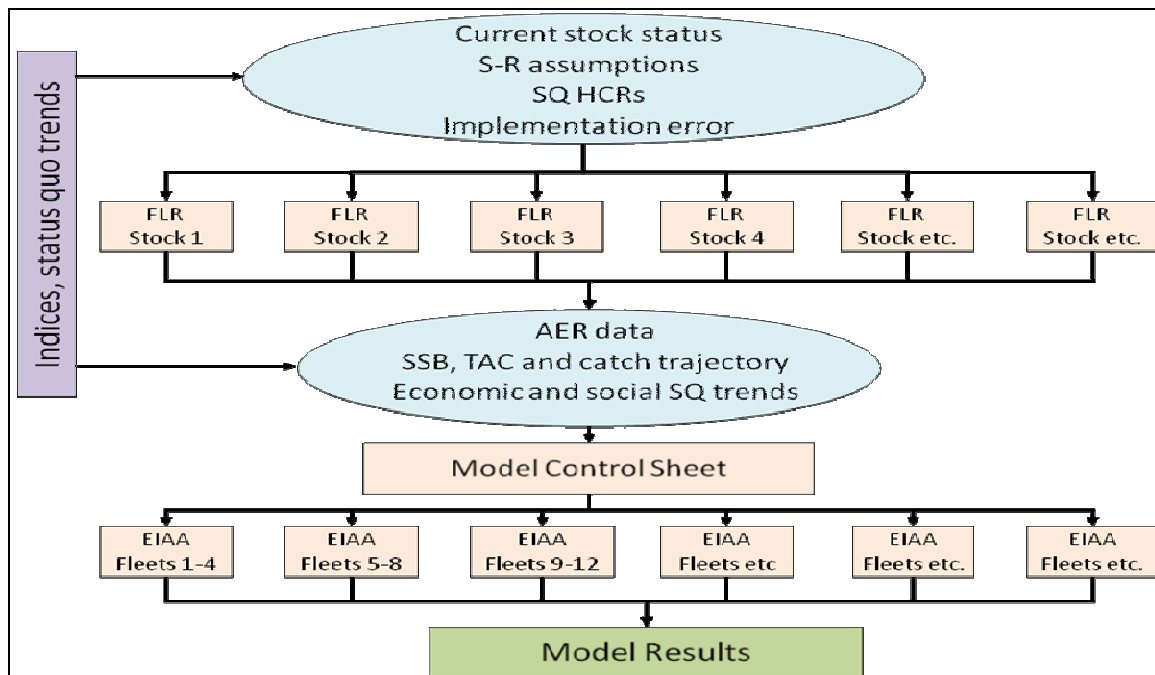 Indices, status quo trends
Current stock status
S-R assumptions
SQ HCRs
Implementation error
FLR
Stock 1
FLR
Stock 2
FLR
Stock 3
FLR
Stock 4
FLR
Stock etc.
FLR
Stock etc.
AER data
SSB, TAC and catch trajectory
Economic and social SQ trends
Model Control Sheet
EIAA
Fleets 1-4
EIAA
Fleets 5-8
EIAA
Fleets 9-12
EIAA
Fleets etc
EIAA
Fleets etc.
EIAA
Fleets etc.
Model Results